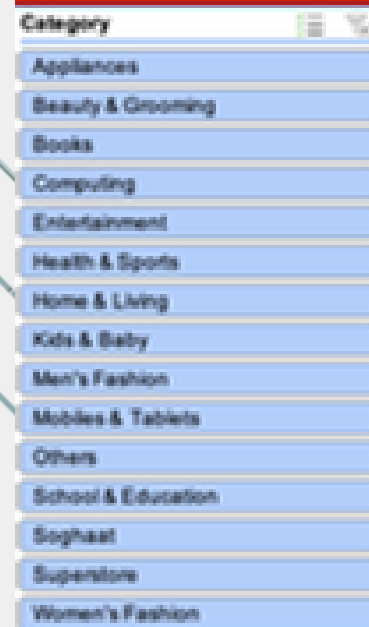 Category
Appliances
Beauty & Grooming
Books
Computing
Entertainment
Health & Sports
Home & Living
Kids & Baby
Men's Fashion
Mobiles & Tablets
Others
School & Education
Soghaat
Superstore
Women's Fashion